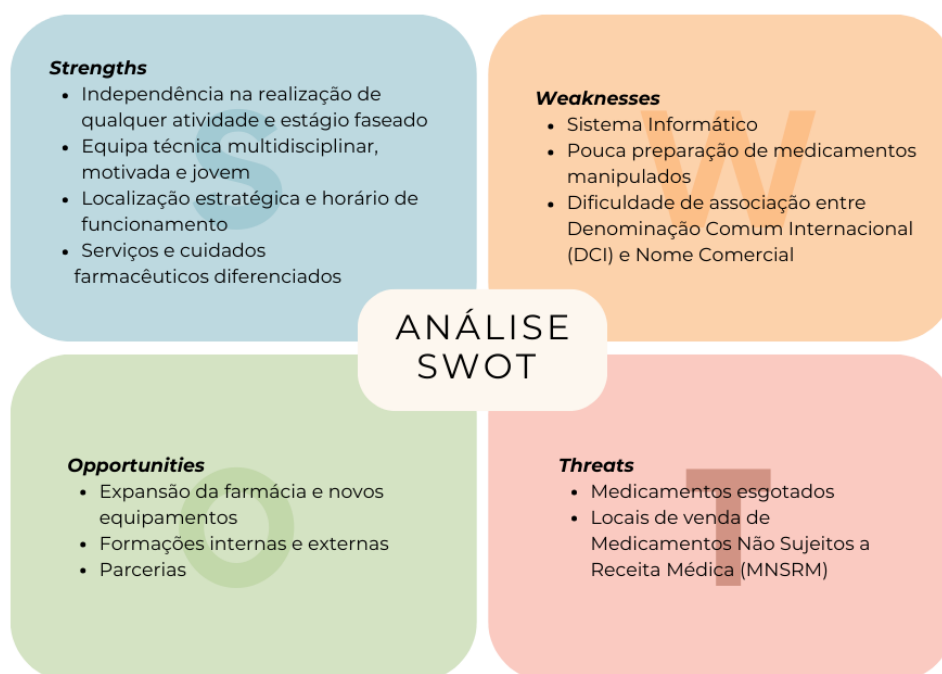 Strengths
• Independência na realização de
qualquer atividade e estágio faseado
• Equipa técnica multidisciplinar,
motivada e jovem
• Localização estratégica e horário de
funcionamento
• Serviços e cuidados
farmacêuticos diferenciados
S
Weaknesses
• Sistema Informático
• Pouca preparação de medicamentos
manipulados
• Dificuldade de associação entre
Denominação Comum Internacional
(DCI) e Nome Comercial
W
ANÁLISE
SWOT
Opportunities
• Expansão da farmácia e novos
equipamentos
• Formações internas e externas
• Parcerias
O
Threats
• Medicamentos esgotados
• Locais de venda de
Medicamentos Não Sujeitos a
Receita Médica (MNSRM)
T